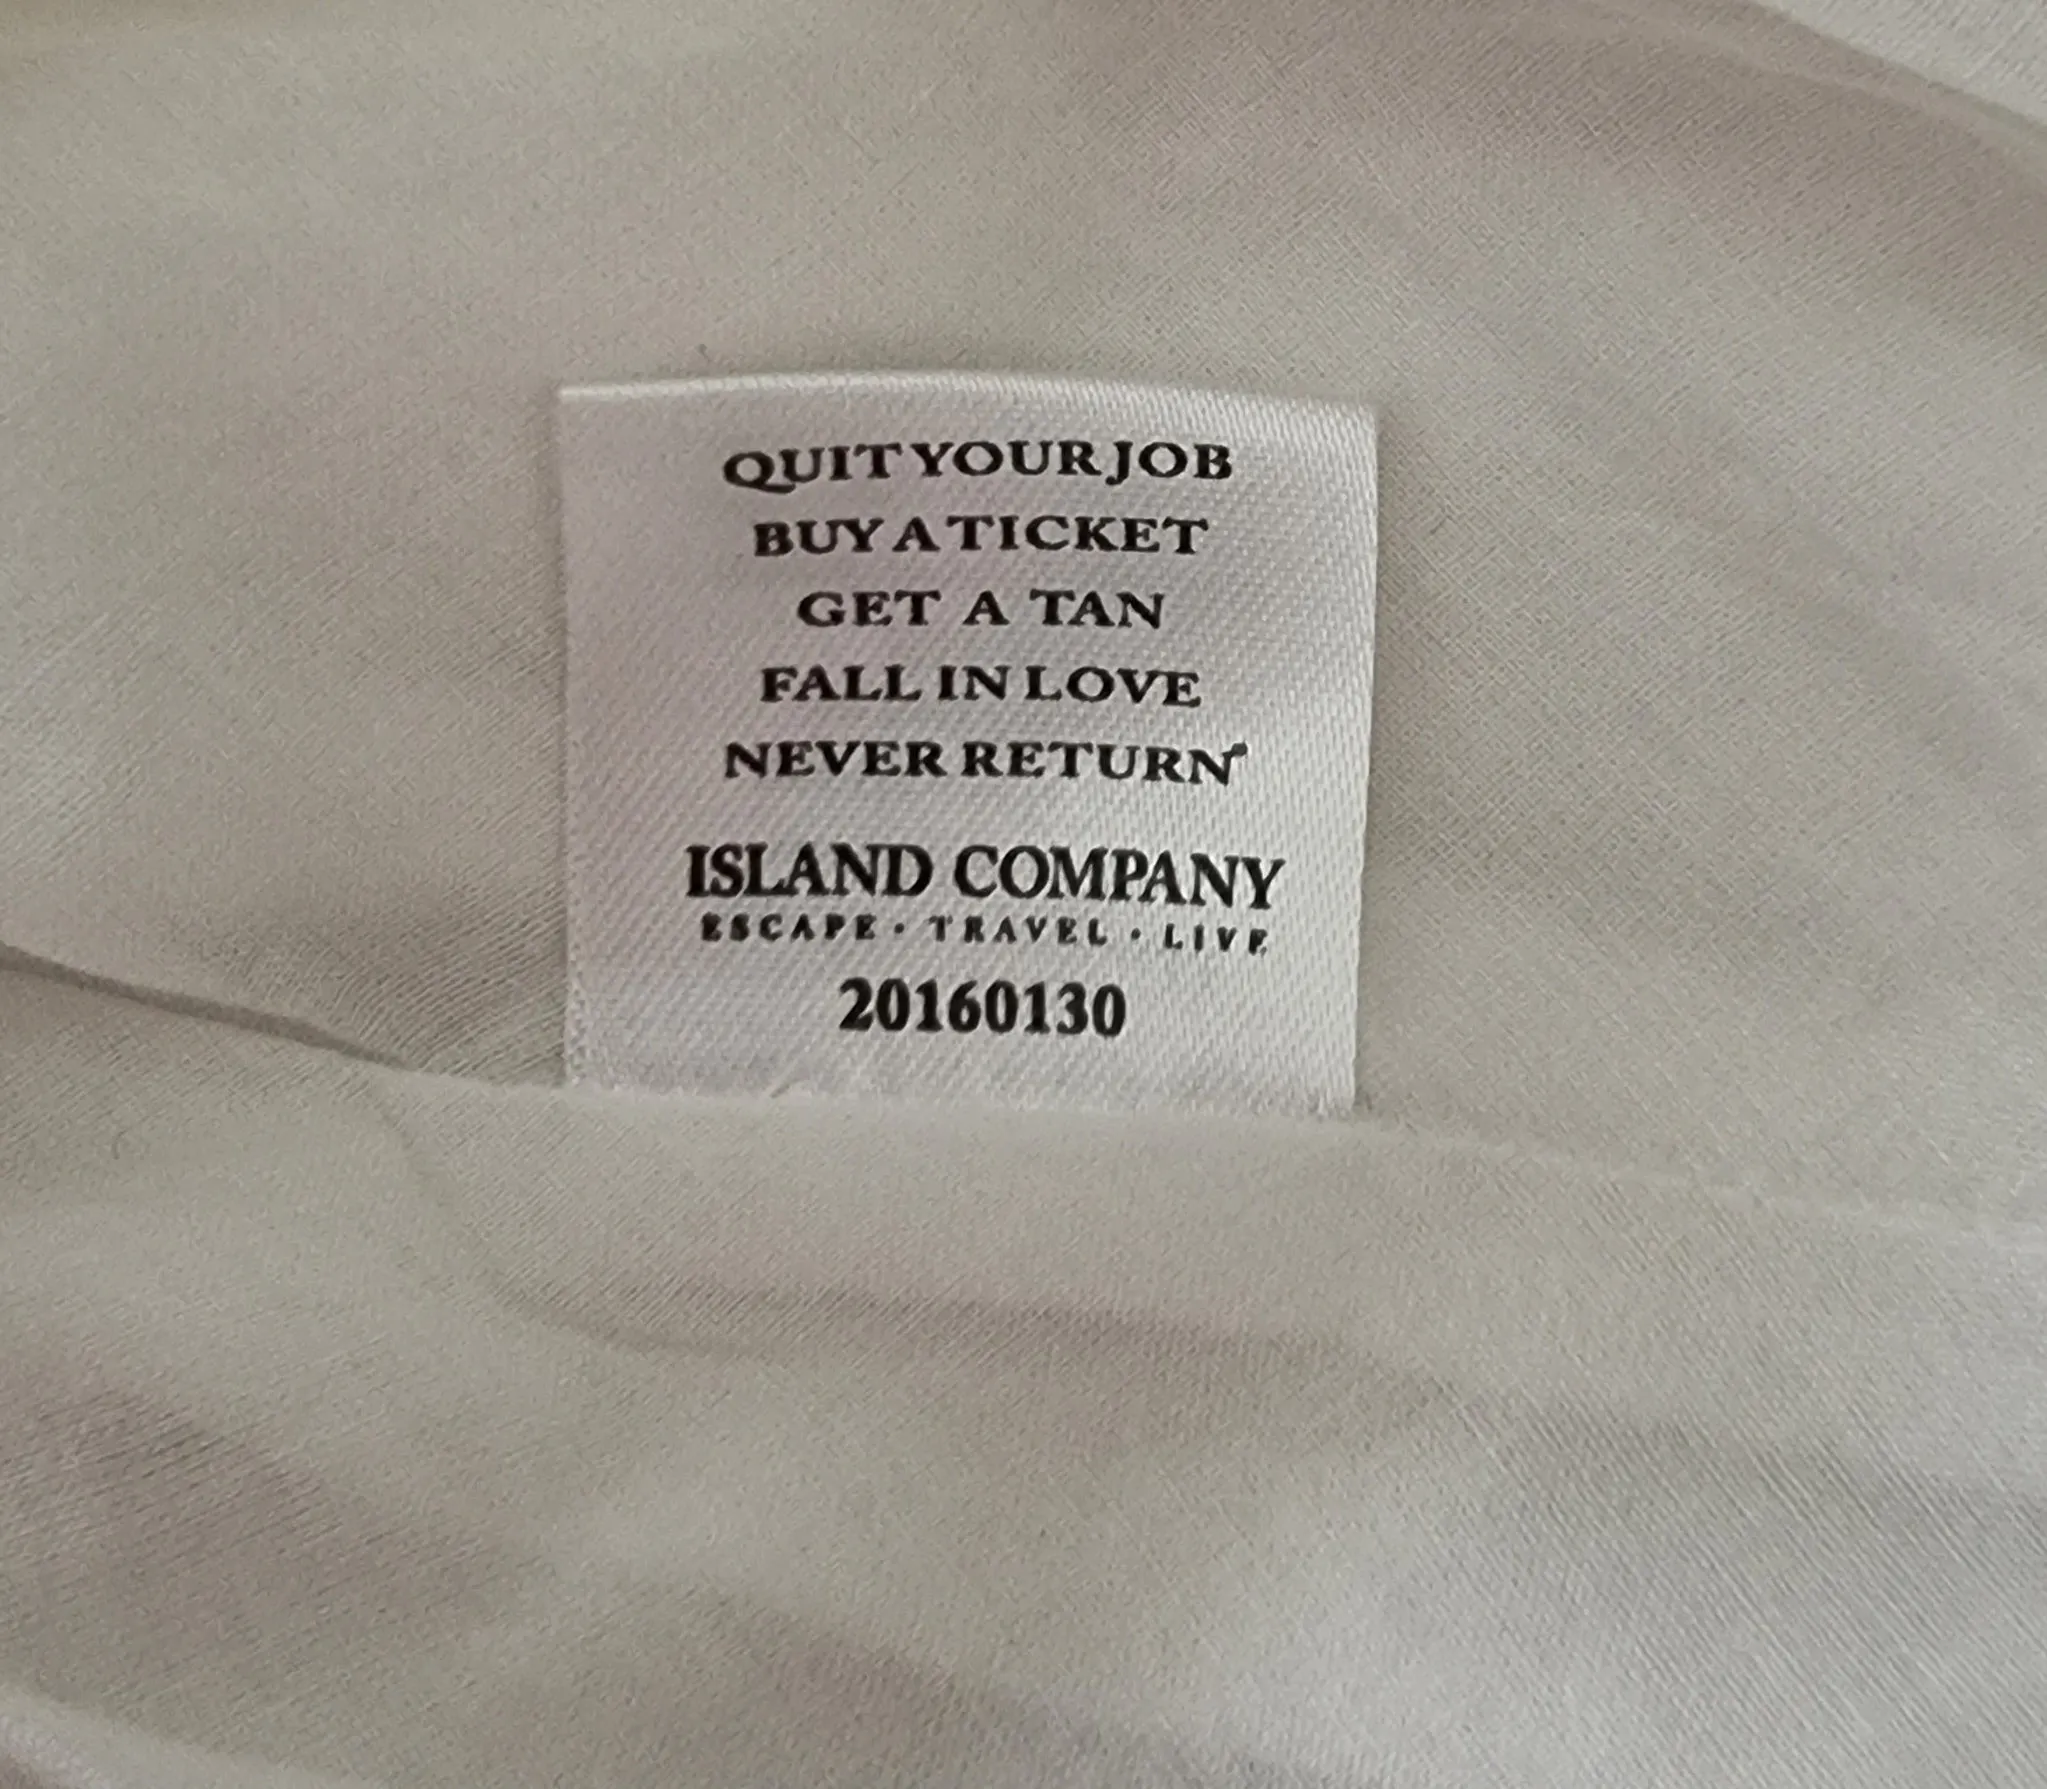 QUIT YOUR JOB
BUY A TICKET
GET A TAN
FALL IN LOVE
NEVER RETURN
ISLAND COMPANY
ESCAPE · TRAVEL · LIVE
20160130